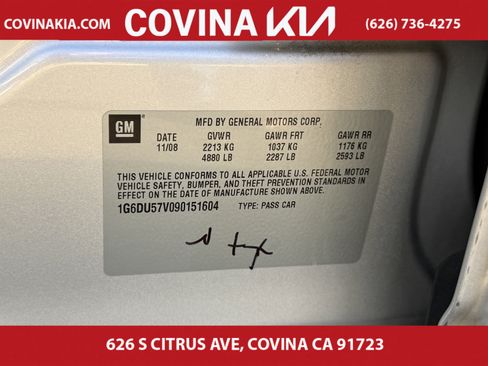 COVINAKIA.COM
COVINA KIA
(626) 736-4275
GM
MFD BY GENERAL MOTORS CORP.
DATE GVWR GAWR FRT GAWR RR
11/08 2213 KG 1037 KG 1176 KG
4880 LB 2287 LB 2593 LB
THIS VEHICLE CONFORMS TO ALL APPLICABLE U.S. FEDERAL MOTOR
VEHICLE SAFETY, BUMPER, AND THEFT PREVENTION STANDARDS IN
EFFECT ON THE DATE OF MANUFACTURE SHOWN ABOVE.
1G6DU57V090151604 TYPE: PASS CAR
626 S CITRUS AVE, COVINA CA 91723